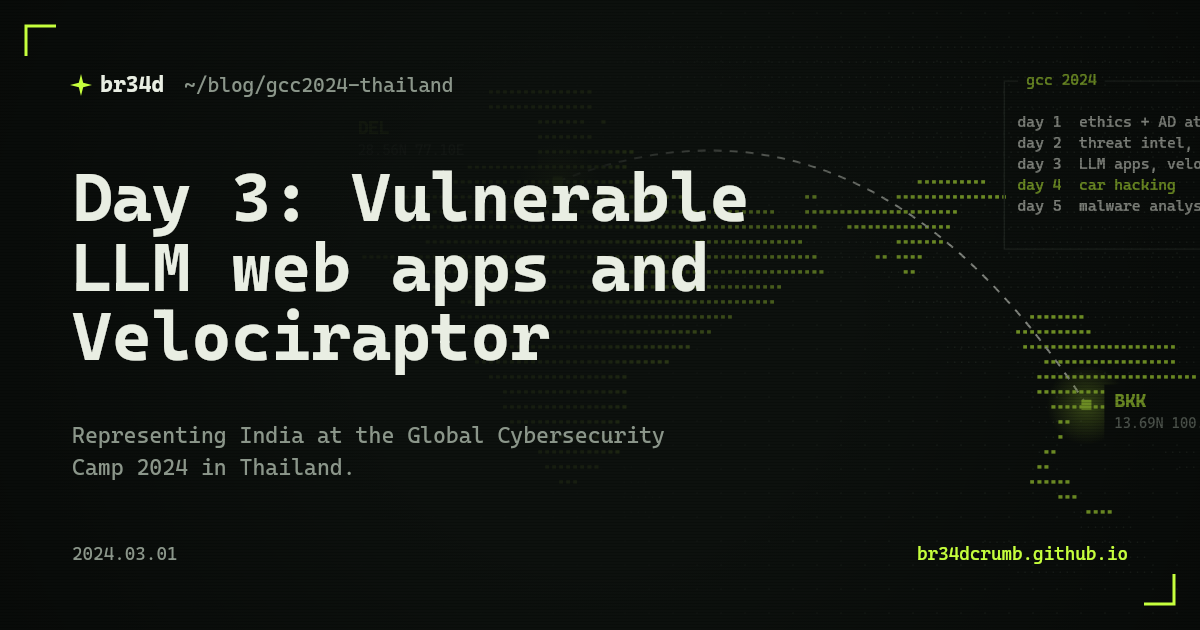 br34d ~/blog/gcc2024-thailand
gcc 2024
day 1 ethics + AD at
day 2 threat intel,
day 3 LLM apps, velo
day 4 car hacking
day 5 malware analys
DEL
Day 3: Vulnerable
LLM web apps and
Velociraptor
BKK
13.69N 100
Representing India at the Global Cybersecurity
Camp 2024 in Thailand.
2024.03.01
br34dcrumb.github.io